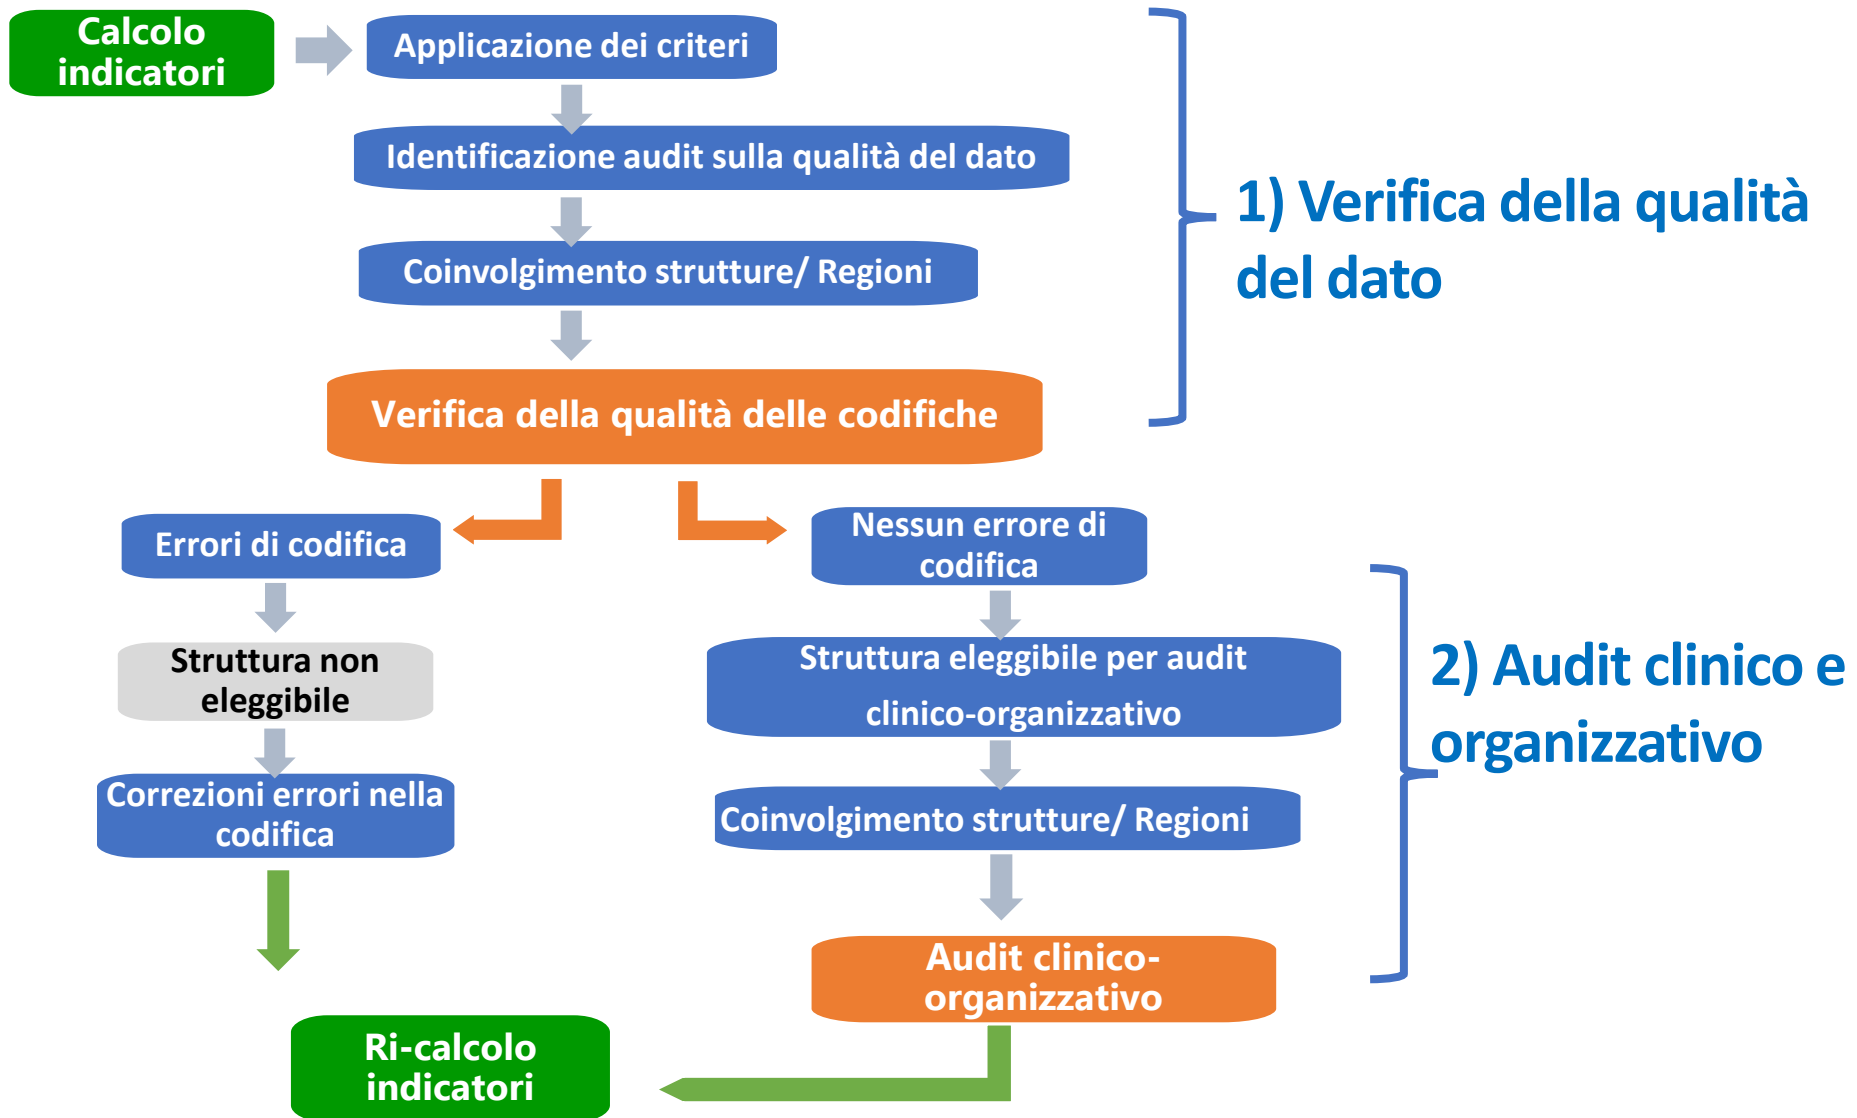 Calcolo
indicatori
Applicazione dei criteri
Identificazione audit sulla qualità del dato
Coinvolgimento strutture/ Regioni
Verifica della qualità delle codifiche
1) Verifica della qualità
del dato
Errori di codifica
Struttura non
eleggibile
Correzioni errori nella
codifica
Nessun errore di
codifica
Struttura eleggibile per audit
clinico-organizzativo
Coinvolgimento strutture/ Regioni
Audit clinico-
organizzativo
2) Audit clinico e
organizzativo
Ri-calcolo
indicatori